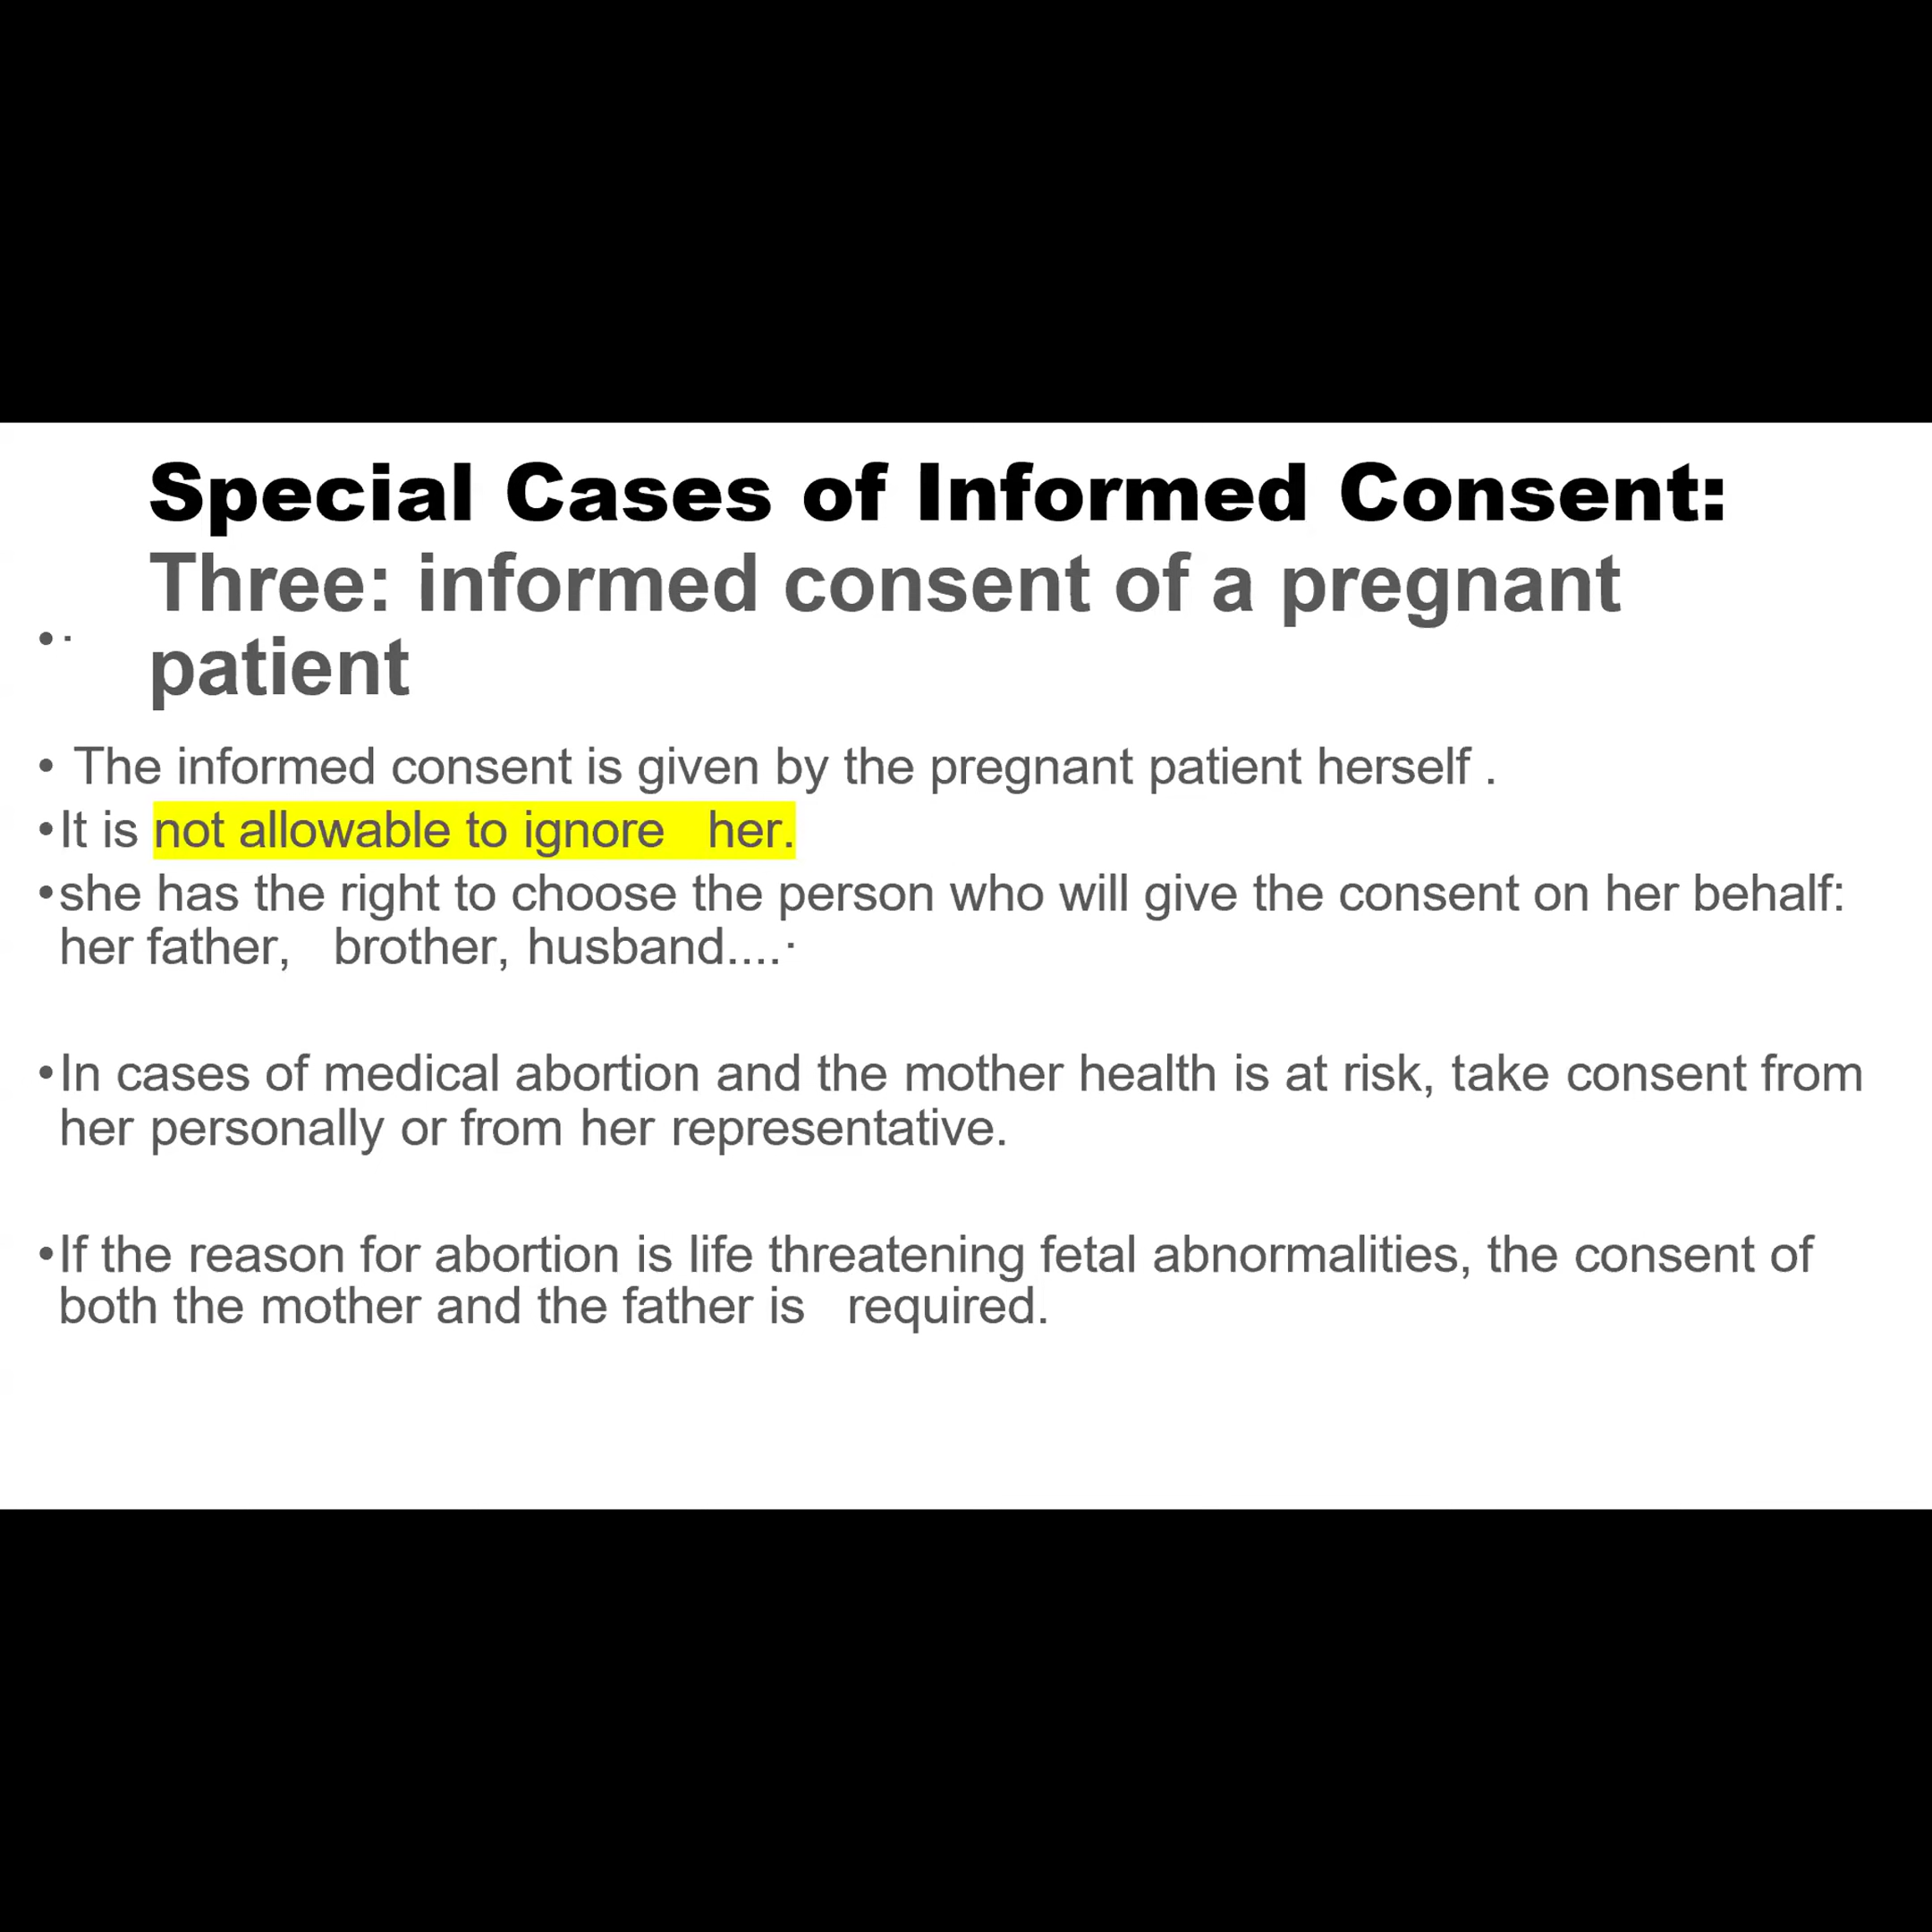 Special Cases of Informed Consent:
Three: informed consent of a pregnant
patient
• The informed consent is given by the pregnant patient herself .
•It is not allowable to ignore her.
•she has the right to choose the person who will give the consent on her behalf:
her father, brother, husband....·
•In cases of medical abortion and the mother health is at risk, take consent from
her personally or from her representative.
•If the reason for abortion is life threatening fetal abnormalities, the consent of
both the mother and the father is required.